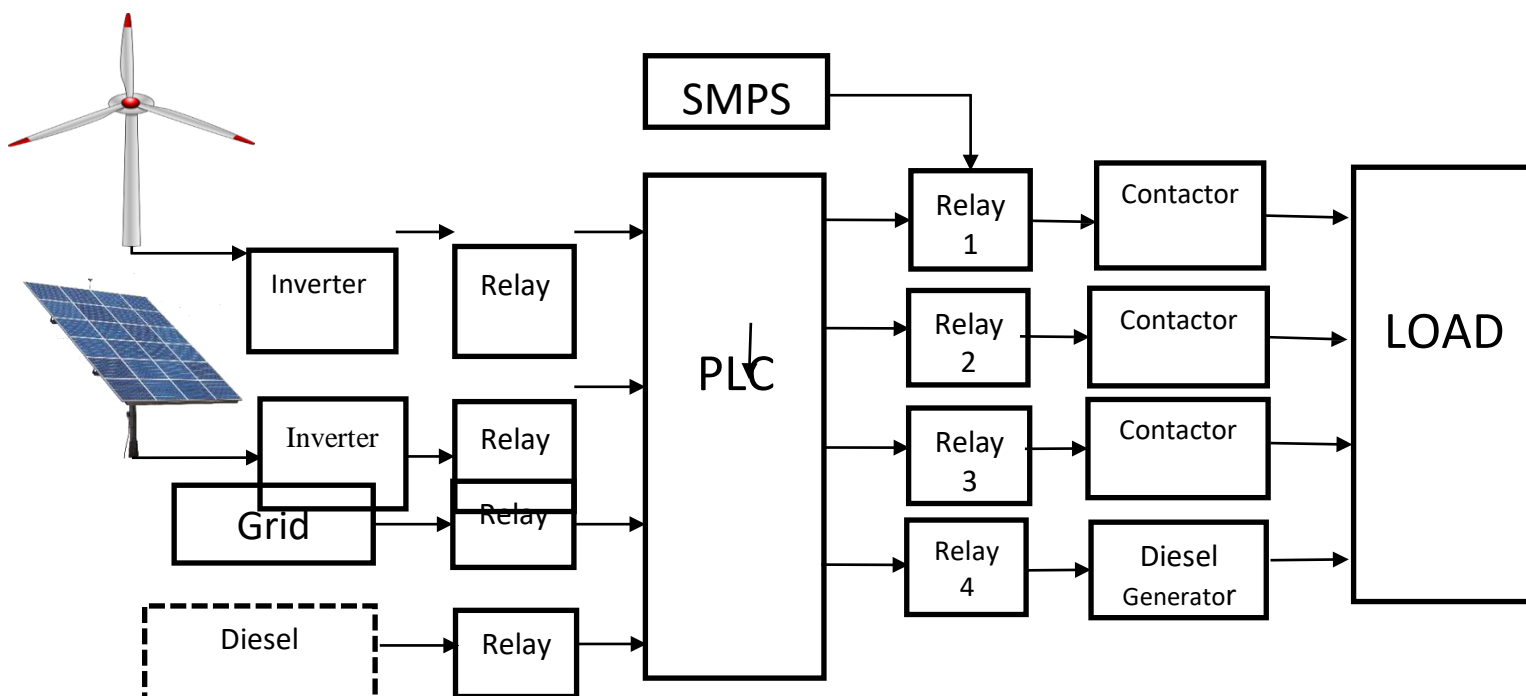 SMPS
Inverter
Relay
Inverter
Relay
Grid
Relay
Diesel
Relay
PLC
Relay
1
Contactor
Relay
2
Contactor
Relay
3
Contactor
Relay
4
Diesel
Generator
LOAD